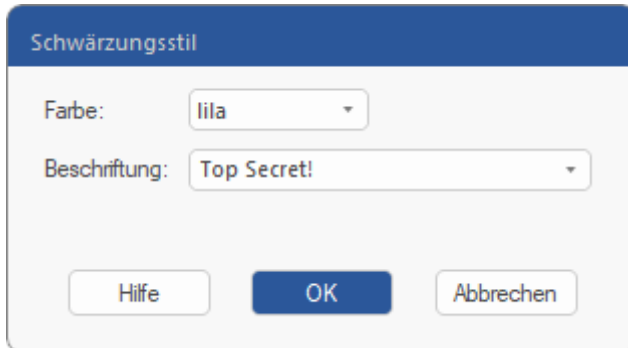 Schwärzungsstil
Farbe: lila
Beschriftung: Top Secret!
Hilfe OK Abbrechen